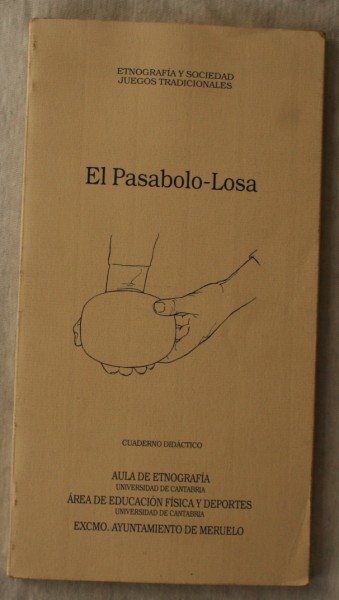 ETNOGRAFÍA Y SOCIEDAD
JUEGOS TRADICIONALES
El Pasabolo-Losa
CUADERNO DIDÁCTICO
AULA DE ETNOGRAFÍA
UNIVERSIDAD DE CANTABRIA
ÁREA DE EDUCACIÓN FÍSICA Y DEPORTES
UNIVERSIDAD DE CANTABRIA
EXCMO. AYUNTAMIENTO DE MERUELO